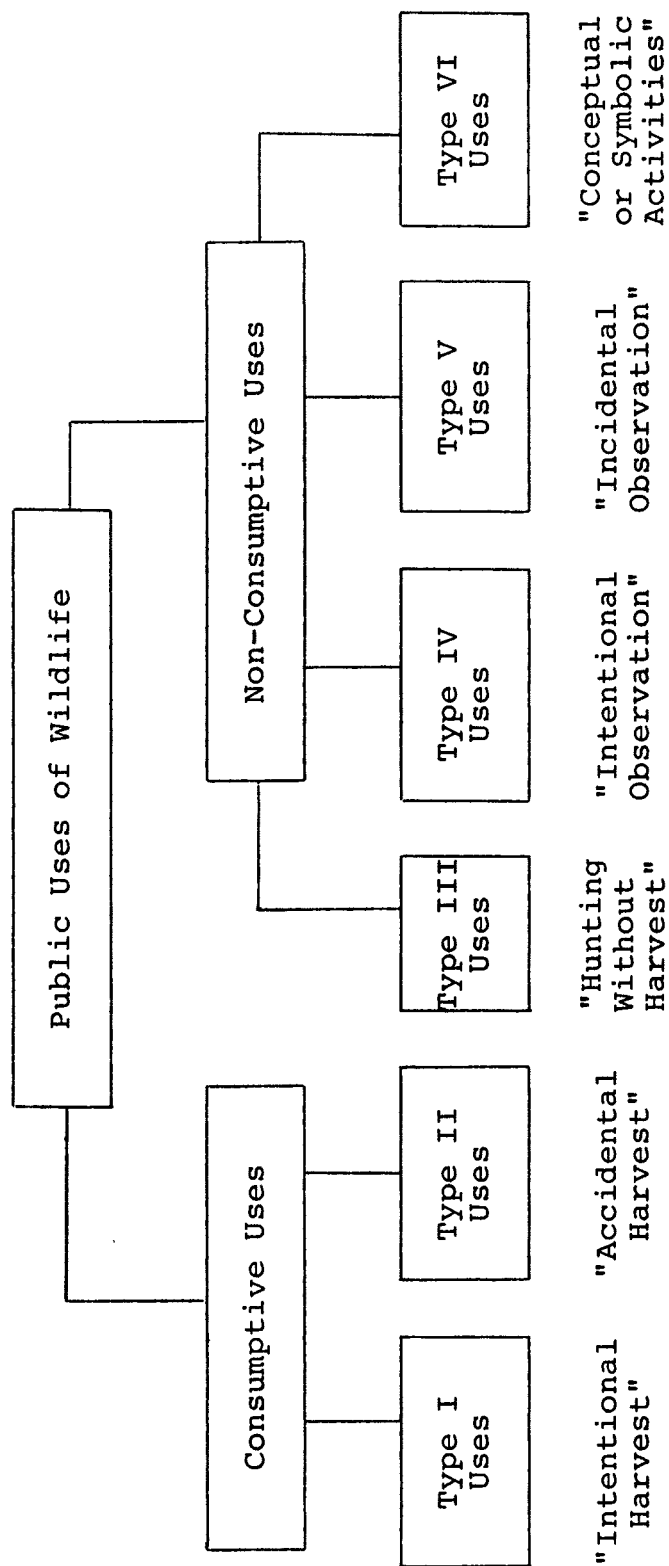 Public Uses of Wildlife
Consumptive Uses
Non-Consumptive Uses
Type I
Uses
"Intentional
Harvest"
Type II
Uses
"Accidental
Harvest"
Type III
Uses
"Hunting
Without
Harvest"
Type IV
Uses
"Intentional
Observation"
Type V
Uses
"Incidental
Observation"
Type VI
Uses
"Conceptual
or Symbolic
Activities"